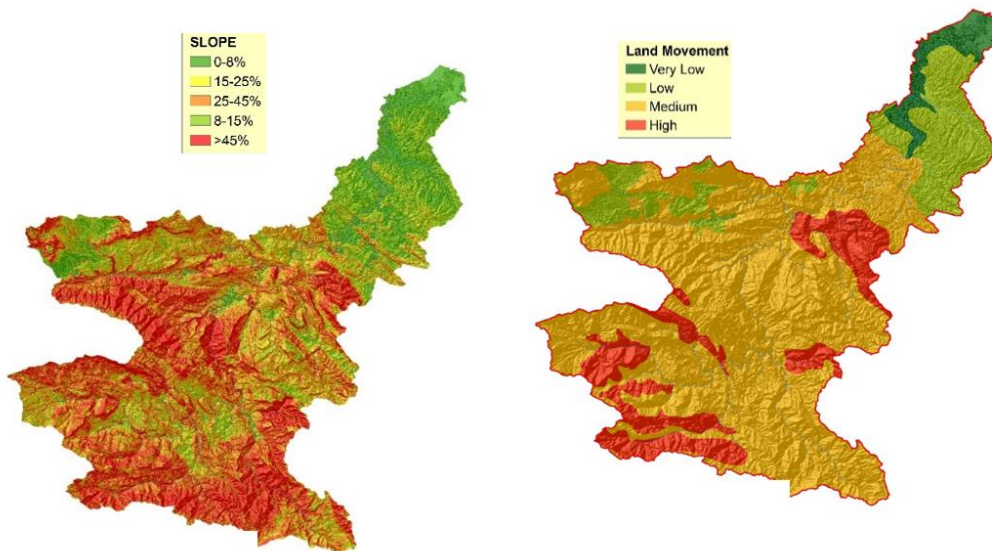 SLOPE
0-8%
15-25%
25-45%
8-15%
>45%
Land Movement
Very Low
Low
Medium
High